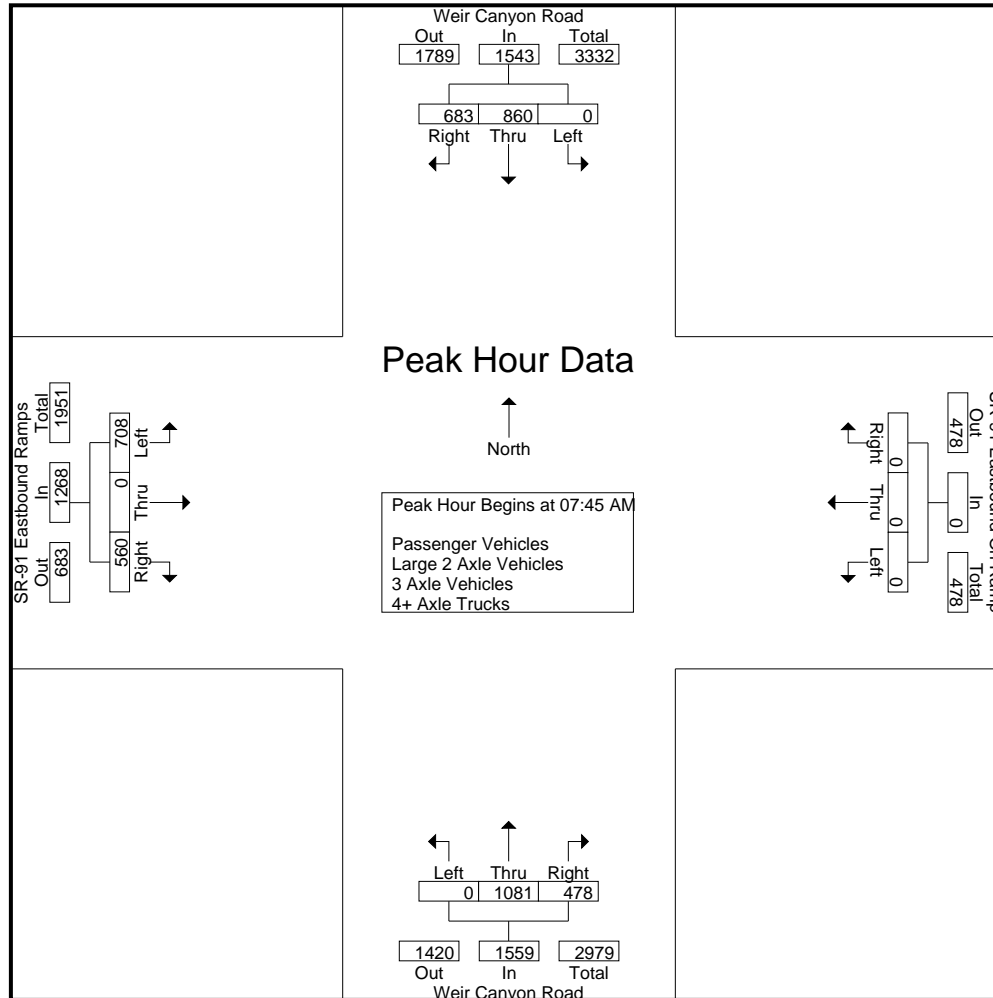 Weir Canyon Road
Out In Total
1789 1543 3332
683 860 0
Right Thru Left
Peak Hour Data
North
Peak Hour Begins at 07:45 AM
Passenger Vehicles
Large 2 Axle Vehicles
3 Axle Vehicles
4+ Axle Trucks
SR-91 Eastbound Ramps
Out In Total
683 1268 1951
560 0 708
Right Thru Left
Eastbound On Ramp
Out In Total
478 0 478
0 0 0
Right Thru Left
Left Thru Right
0 1081 478
1420 1559 2979
Out In Total
Weir Canyon Road